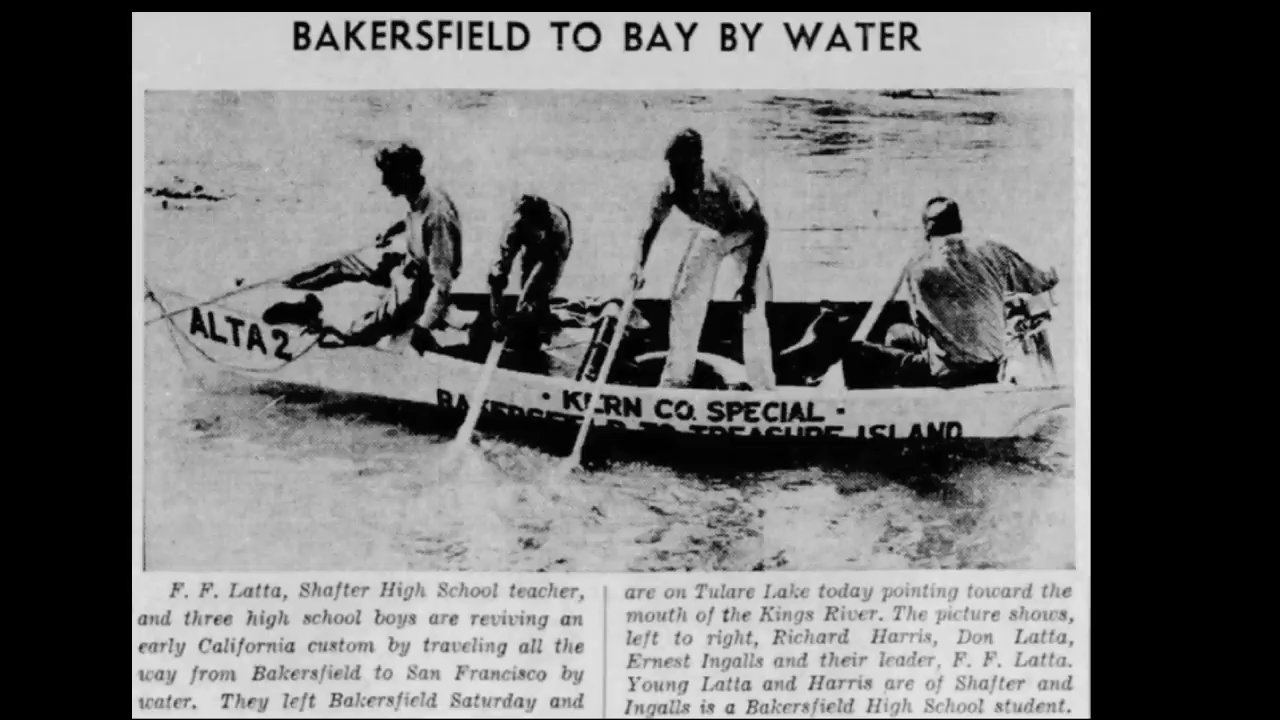 BAKERSFIELD TO BAY BY WATER
ALTA 2
• KERN CO. SPECIAL •
BAKERSFIELD TO TREASURE ISLAND
F. F. Latta, Shafter High School teacher,
and three high school boys are reviving an
early California custom by traveling all the
way from Bakersfield to San Francisco by
water. They left Bakersfield Saturday and
are on Tulare Lake today pointing toward the
mouth of the Kings River. The picture shows,
left to right, Richard Harris, Don Latta,
Ernest Ingalls and their leader, F. F. Latta.
Young Latta and Harris are of Shafter and
Ingalls is a Bakersfield High School student.